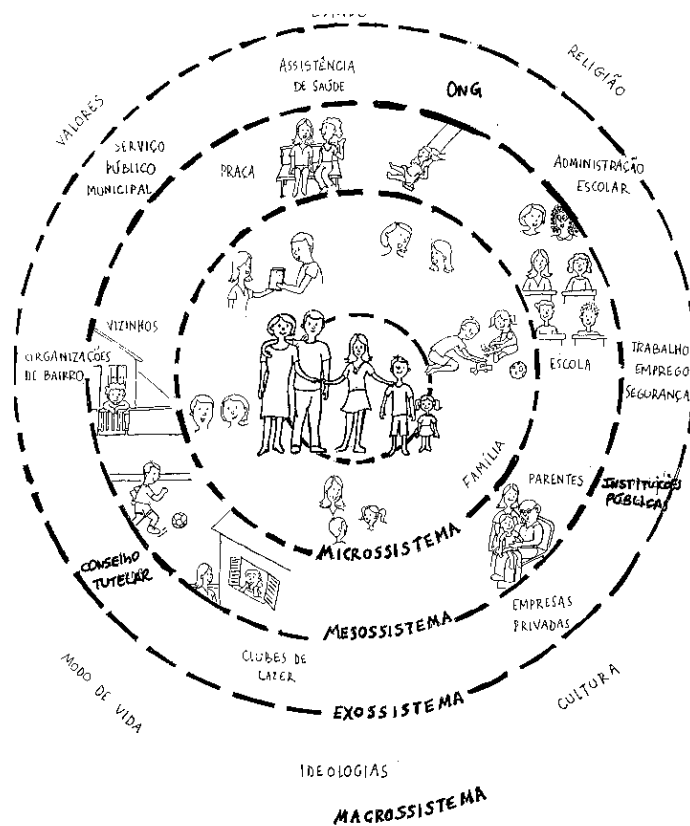 VALORES
RELIGIÃO
ASSISTÊNCIA
DE SAÚDE
ONG
SERVIÇO
PÚBLICO
MUNICIPAL
PRAÇA
ADMINISTRAÇÃO
ESCOLAR
VIZINHOS
ORGANIZAÇÕES
DE BAIRRO
ESCOLA
TRABALHO
EMPREGO
SEGURANÇA
FAMÍLIA
PARENTES
INSTITUIÇÕES
PÚBLICAS
MICROSSISTEMA
CONSELHO
TUTELAR
EMPRESAS
PRIVADAS
MESOSSISTEMA
CLUBES DE
LAZER
EXOSSISTEMA
MODO DE VIDA
CULTURA
IDEOLOGIAS
MACROSSISTEMA